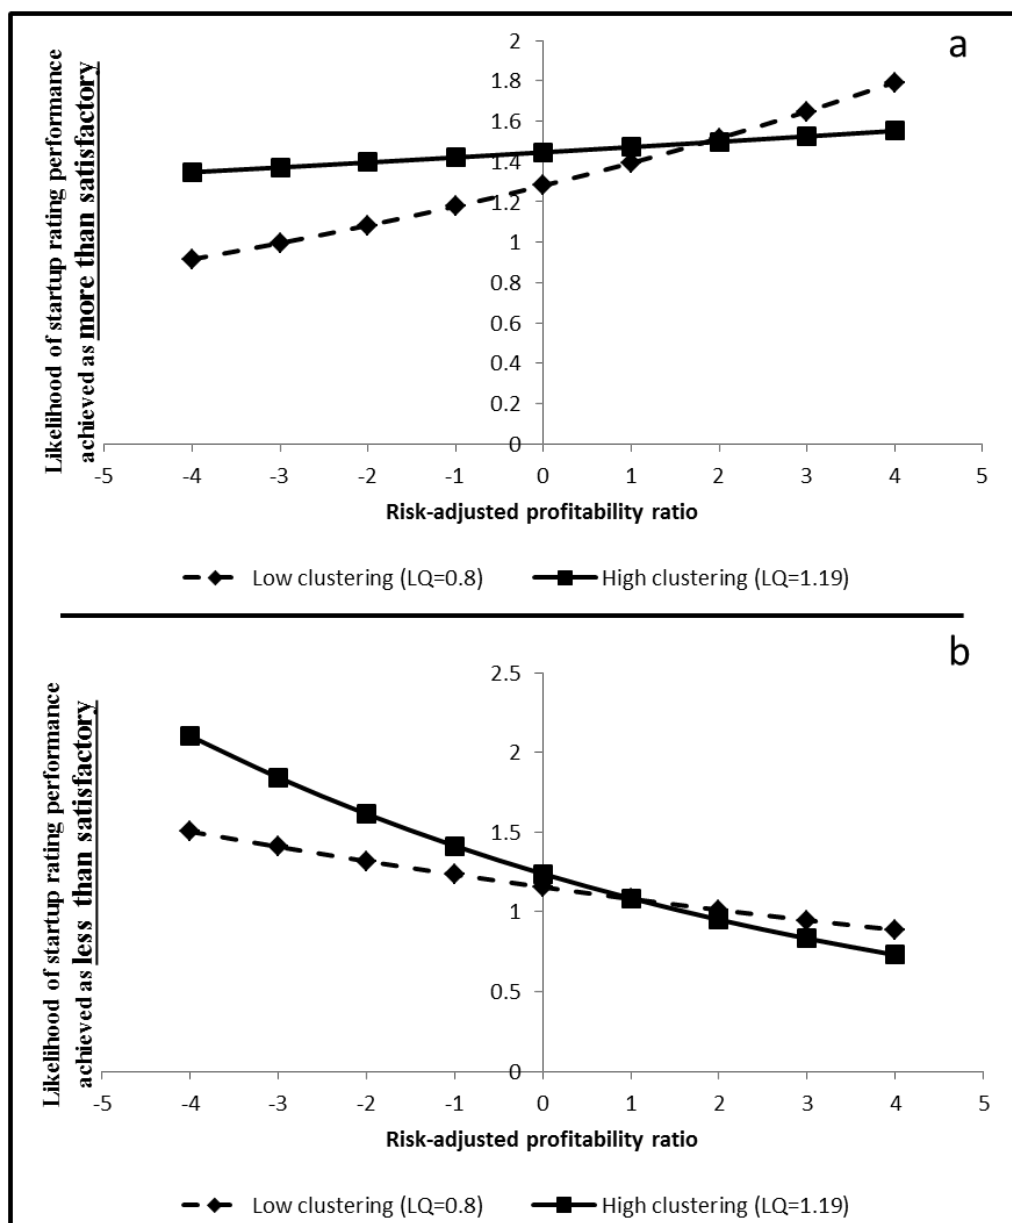 a
Likelihood of startup rating performance
achieved as more than satisfactory
2
1.8
1.6
1.4
1.2
1
0.8
0.6
0.4
0.2
0
-5 -4 -3 -2 -1 0 1 2 3 4 5
Risk-adjusted profitability ratio
Low clustering (LQ=0.8) High clustering (LQ=1.19)
b
Likelihood of startup rating performance
achieved as less than satisfactory
2.5
2
1.5
1
0.5
0
-5 -4 -3 -2 -1 0 1 2 3 4 5
Risk-adjusted profitability ratio
Low clustering (LQ=0.8) High clustering (LQ=1.19)